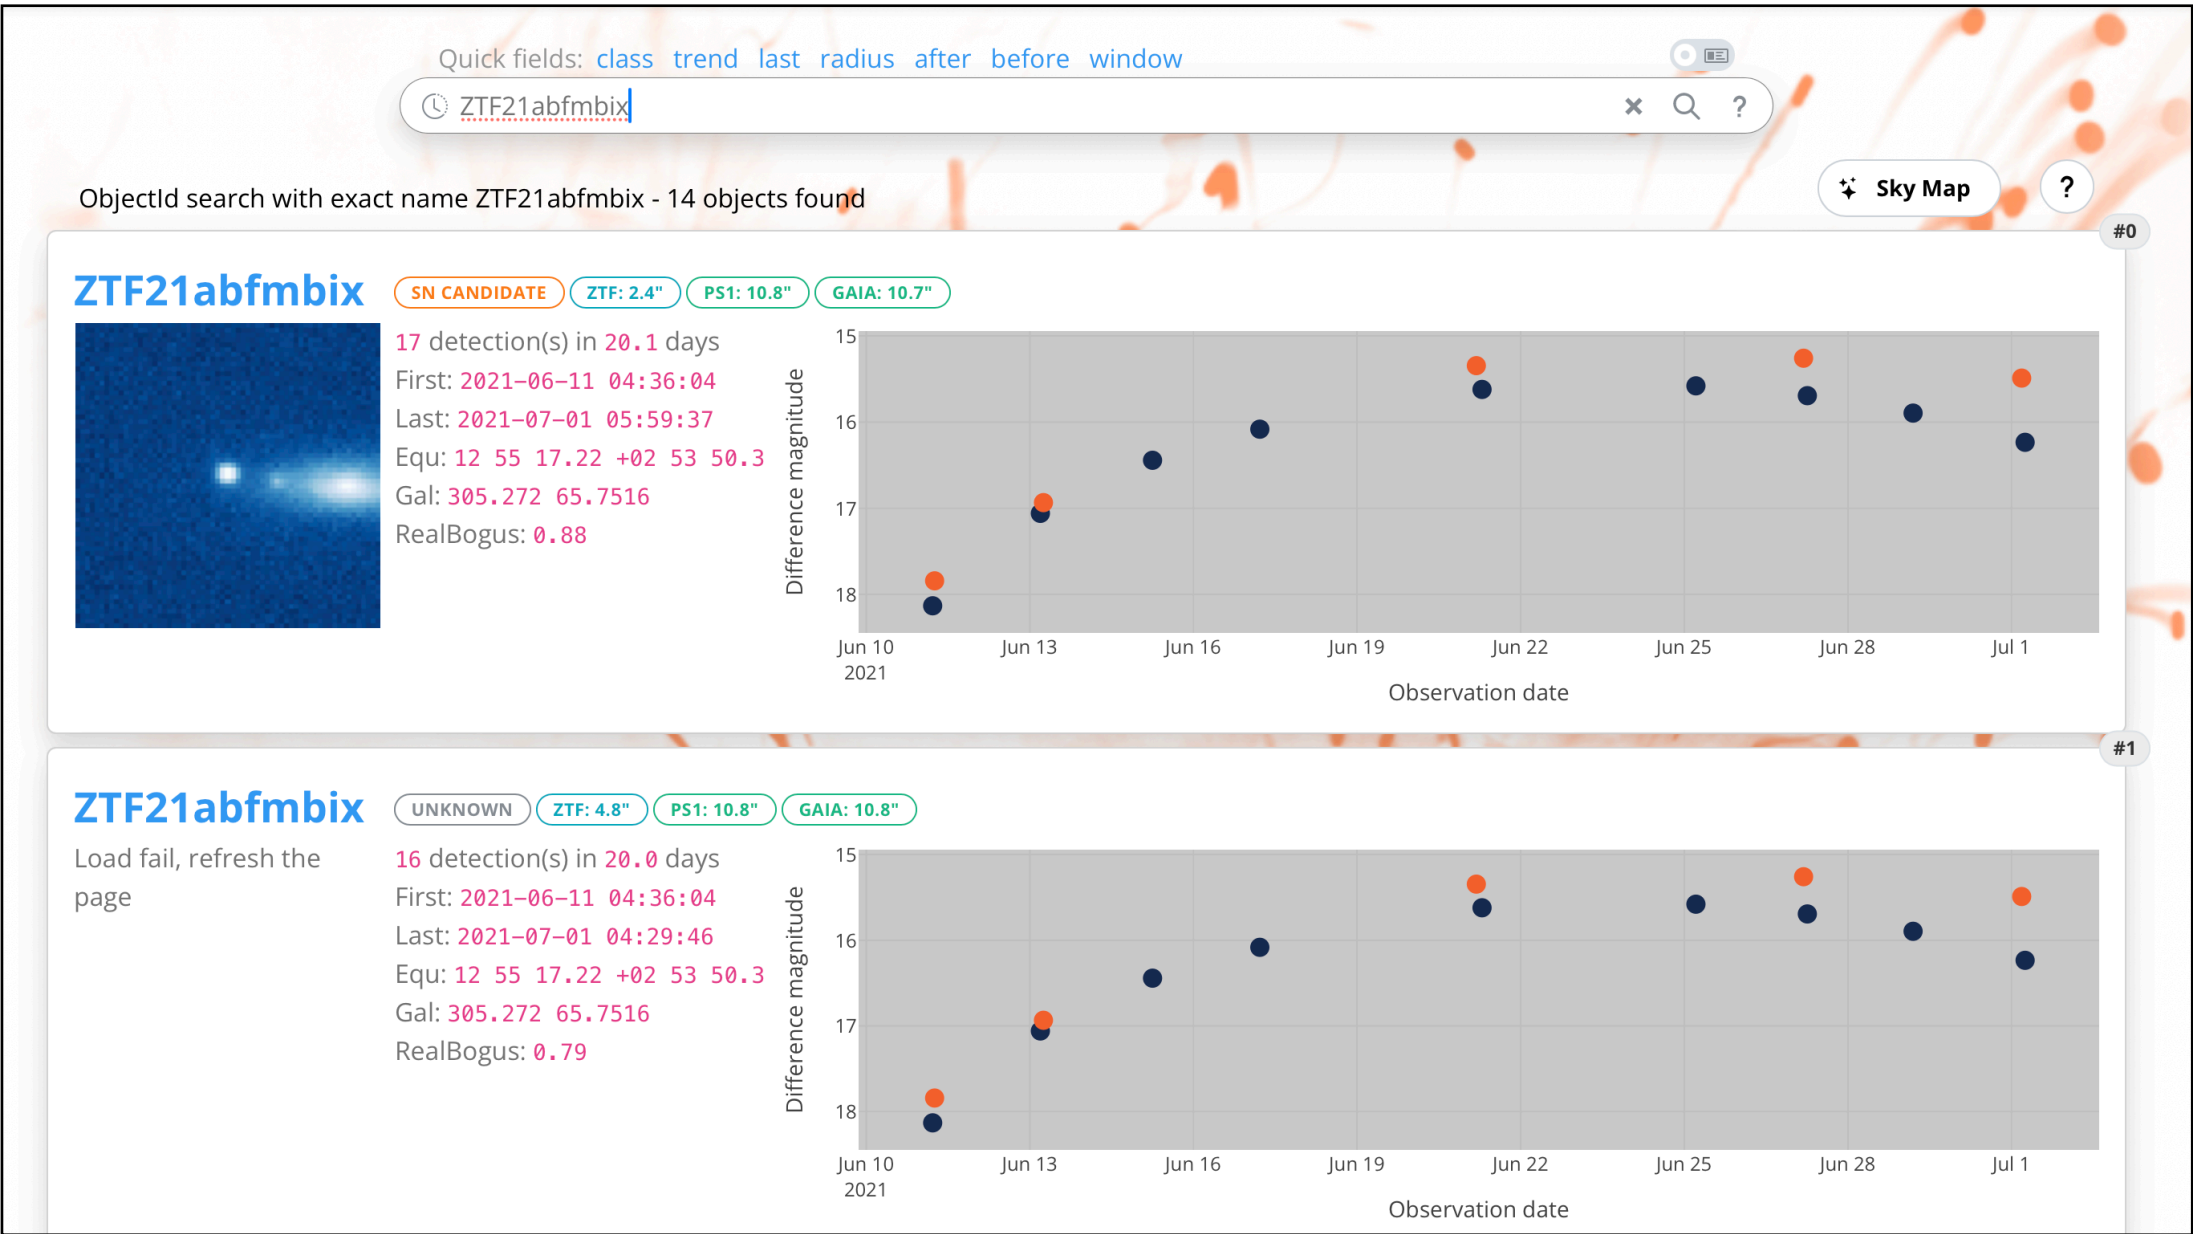 Quick fields: class trend last radius after before window
ZTF21abfmbix
?
ObjectId search with exact name ZTF21abfmbix - 14 objects found
Sky Map
?
#0
ZTF21abfmbix SN CANDIDATE ZTF: 2.4" PS1: 10.8" GAIA: 10.7"
17 detection(s) in 20.1 days
First: 2021-06-11 04:36:04
Last: 2021-07-01 05:59:37
Equ: 12 55 17.22 +02 53 50.3
Gal: 305.272 65.7516
RealBogus: 0.88
Difference magnitude
15
16
17
18
Jun 10 Jun 13 Jun 16 Jun 19 Jun 22 Jun 25 Jun 28 Jul 1
2021
Observation date
#1
ZTF21abfmbix UNKNOWN ZTF: 4.8" PS1: 10.8" GAIA: 10.8"
Load fail, refresh the
page
16 detection(s) in 20.0 days
First: 2021-06-11 04:36:04
Last: 2021-07-01 04:29:46
Equ: 12 55 17.22 +02 53 50.3
Gal: 305.272 65.7516
RealBogus: 0.79
Difference magnitude
15
16
17
18
Jun 10 Jun 13 Jun 16 Jun 19 Jun 22 Jun 25 Jun 28 Jul 1
2021
Observation date